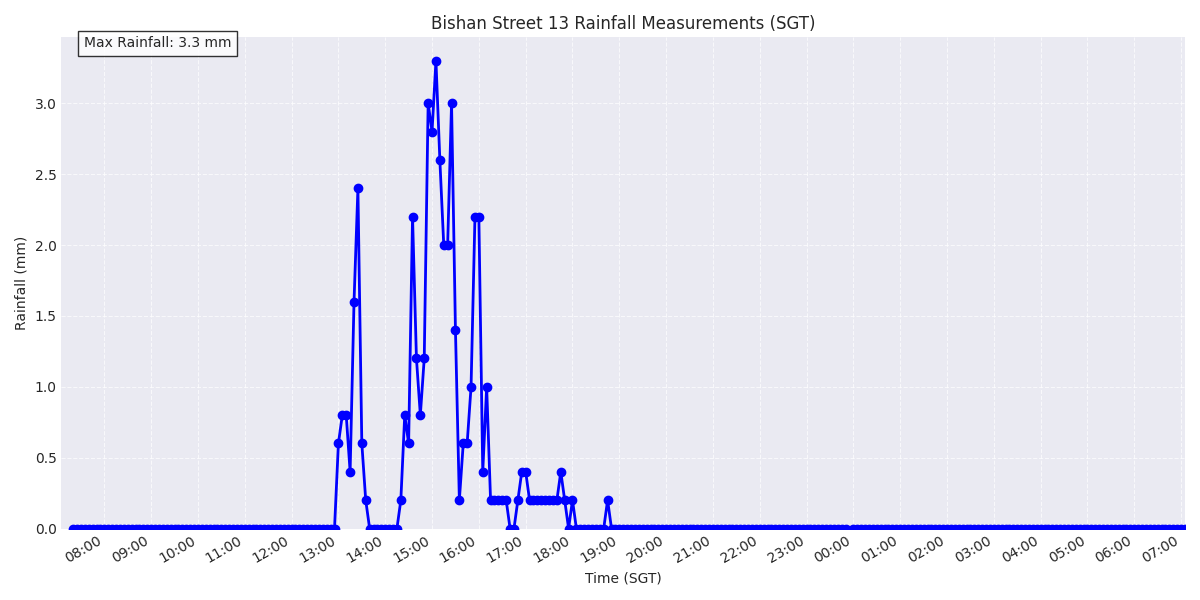 Bishan Street 13 Rainfall Measurements (SGT)
Max Rainfall: 3.3 mm
Rainfall (mm)
3.0
2.5
2.0
1.5
1.0
0.5
0.0
08:00 09:00 10:00 11:00 12:00 13:00 14:00 15:00 16:00 17:00 18:00 19:00 20:00 21:00 22:00 23:00 00:00 01:00 02:00 03:00 04:00 05:00 06:00 07:00
Time (SGT)